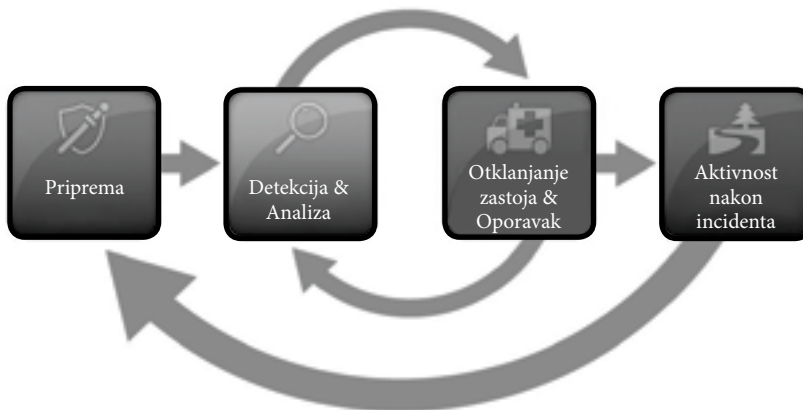 Priprema
Detekcija &
Analiza
Otklanjanje
zastoja &
Oporavak
Aktivnost
nakon
incidenta